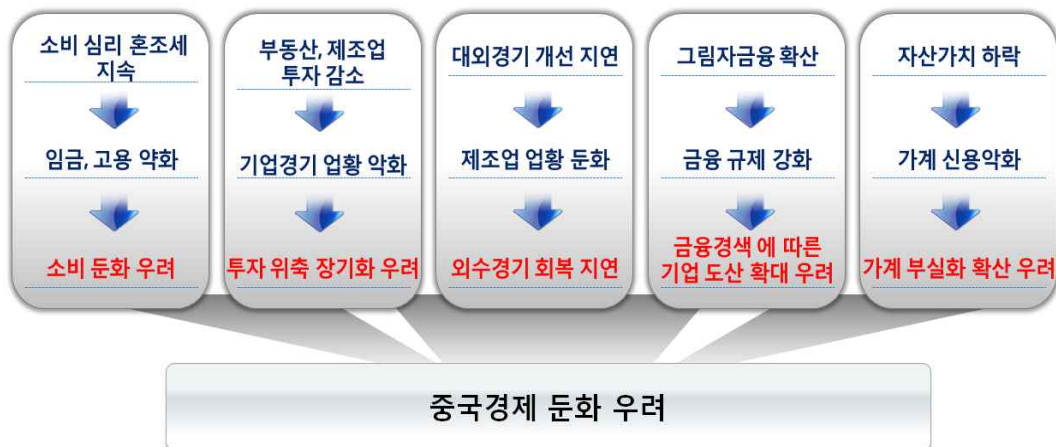 소비 심리 혼조세
지속
임금, 고용 약화
소비 둔화 우려
부동산, 제조업
투자 감소
기업경기 업황 악화
투자 위축 장기화 우려
대외경기 개선 지연
제조업 업황 둔화
외수경기 회복 지연
그림자금융 확산
금융 규제 강화
금융경색 에 따른
기업 도산 확대 우려
자산가치 하락
가계 신용악화
가계 부실화 확산 우려
중국경제 둔화 우려